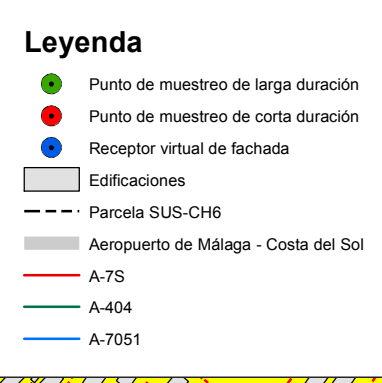 Leyenda
Punto de muestreo de larga duración
Punto de muestreo de corta duración
Receptor virtual de fachada
Edificaciones
Parcela SUS-CH6
Aeropuerto de Málaga - Costa del Sol
A-7S
A-404
A-7051